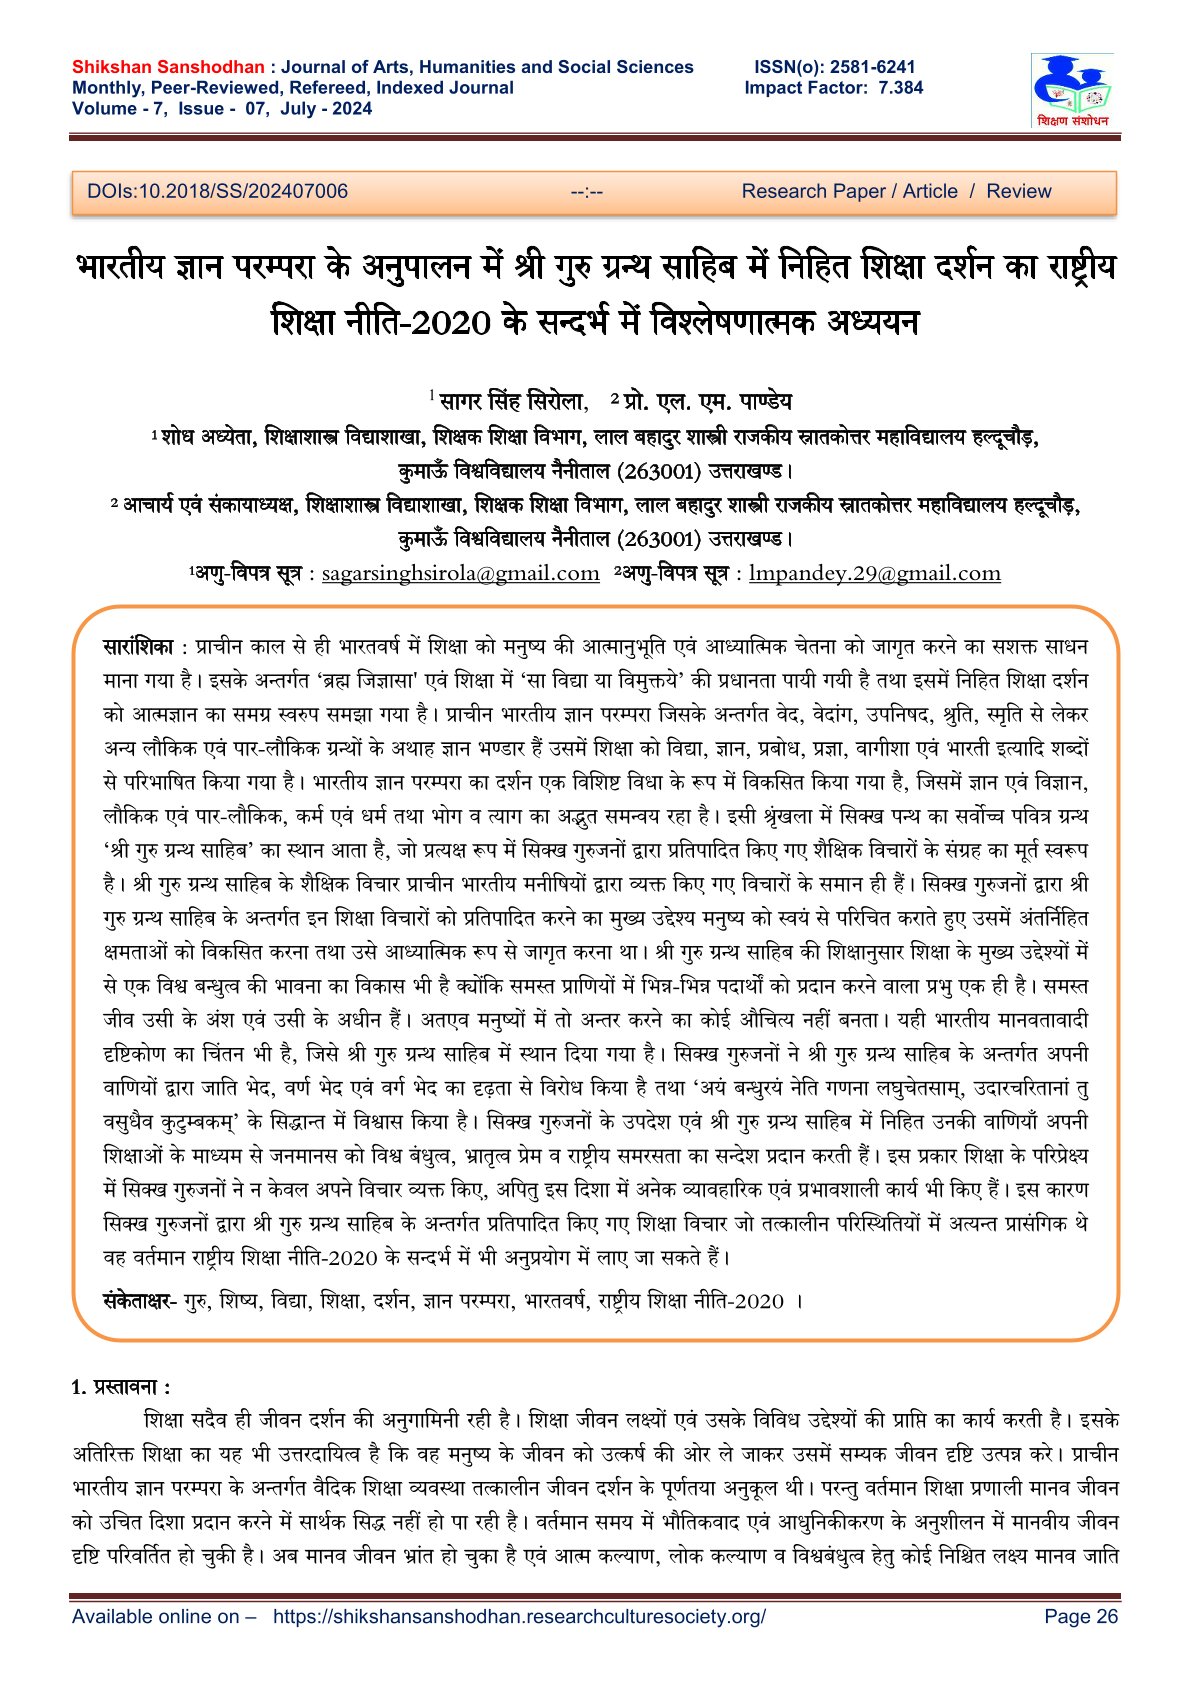 Shikshan Sanshodhan : Journal of Arts, Humanities and Social Sciences ISSN(o): 2581-6241
Monthly, Peer-Reviewed, Refereed, Indexed Journal Impact Factor: 7.384
Volume - 7, Issue - 07, July - 2024
शिक्षण संशोधन
DOIs:10.2018/SS/202407006 --:-- Research Paper / Article / Review
भारतीय ज्ञान परम्परा के अनुपालन में श्री गुरु ग्रन्थ साहिब में निहित शिक्षा दर्शन का राष्ट्रीय
शिक्षा नीति-2020 के सन्दर्भ में विश्लेषणात्मक अध्ययन
¹ सागर सिंह सिरोला, ² प्रो. एल. एम. पाण्डेय
¹ शोध अध्येता, शिक्षाशास्त्र विद्याशाखा, शिक्षक शिक्षा विभाग, लाल बहादुर शास्त्री राजकीय स्नातकोत्तर महाविद्यालय हल्दूचौड़,
कुमाऊँ विश्वविद्यालय नैनीताल (263001) उत्तराखण्ड।
² आचार्य एवं संकायाध्यक्ष, शिक्षाशास्त्र विद्याशाखा, शिक्षक शिक्षा विभाग, लाल बहादुर शास्त्री राजकीय स्नातकोत्तर महाविद्यालय हल्दूचौड़,
कुमाऊँ विश्वविद्यालय नैनीताल (263001) उत्तराखण्ड।
¹अणु-विपत्र सूत्र : sagarsinghsirola@gmail.com ²अणु-विपत्र सूत्र : lmpandey.29@gmail.com
सारांशिका : प्राचीन काल से ही भारतवर्ष में शिक्षा को मनुष्य की आत्मानुभूति एवं आध्यात्मिक चेतना को जागृत करने का सशक्त साधन
माना गया है। इसके अन्तर्गत ‘ब्रह्म जिज्ञासा' एवं शिक्षा में ‘सा विद्या या विमुक्तये’ की प्रधानता पायी गयी है तथा इसमें निहित शिक्षा दर्शन
को आत्मज्ञान का समग्र स्वरुप समझा गया है। प्राचीन भारतीय ज्ञान परम्परा जिसके अन्तर्गत वेद, वेदांग, उपनिषद, श्रुति, स्मृति से लेकर
अन्य लौकिक एवं पार-लौकिक ग्रन्थों के अथाह ज्ञान भण्डार हैं उसमें शिक्षा को विद्या, ज्ञान, प्रबोध, प्रज्ञा, वागीशा एवं भारती इत्यादि शब्दों
से परिभाषित किया गया है। भारतीय ज्ञान परम्परा का दर्शन एक विशिष्ट विधा के रूप में विकसित किया गया है, जिसमें ज्ञान एवं विज्ञान,
लौकिक एवं पार-लौकिक, कर्म एवं धर्म तथा भोग व त्याग का अद्भुत समन्वय रहा है। इसी श्रृंखला में सिक्ख पन्थ का सर्वोच्च पवित्र ग्रन्थ
‘श्री गुरु ग्रन्थ साहिब’ का स्थान आता है, जो प्रत्यक्ष रूप में सिक्ख गुरुजनों द्वारा प्रतिपादित किए गए शैक्षिक विचारों के संग्रह का मूर्त स्वरूप
है। श्री गुरु ग्रन्थ साहिब के शैक्षिक विचार प्राचीन भारतीय मनीषियों द्वारा व्यक्त किए गए विचारों के समान ही हैं। सिक्ख गुरुजनों द्वारा श्री
गुरु ग्रन्थ साहिब के अन्तर्गत इन शिक्षा विचारों को प्रतिपादित करने का मुख्य उद्देश्य मनुष्य को स्वयं से परिचित कराते हुए उसमें अंतर्निहित
क्षमताओं को विकसित करना तथा उसे आध्यात्मिक रूप से जागृत करना था। श्री गुरु ग्रन्थ साहिब की शिक्षानुसार शिक्षा के मुख्य उद्देश्यों में
से एक विश्व बन्धुत्व की भावना का विकास भी है क्योंकि समस्त प्राणियों में भिन्न-भिन्न पदार्थों को प्रदान करने वाला प्रभु एक ही है। समस्त
जीव उसी के अंश एवं उसी के अधीन हैं। अतएव मनुष्यों में तो अन्तर करने का कोई औचित्य नहीं बनता। यही भारतीय मानवतावादी
दृष्टिकोण का चिंतन भी है, जिसे श्री गुरु ग्रन्थ साहिब में स्थान दिया गया है। सिक्ख गुरुजनों ने श्री गुरु ग्रन्थ साहिब के अन्तर्गत अपनी
वाणियों द्वारा जाति भेद, वर्ण भेद एवं वर्ग भेद का दृढ़ता से विरोध किया है तथा ‘अयं बन्धुरयं नेति गणना लघुचेतसाम्, उदारचरितानां तु
वसुधैव कुटुम्बकम्’ के सिद्धान्त में विश्वास किया है। सिक्ख गुरुजनों के उपदेश एवं श्री गुरु ग्रन्थ साहिब में निहित उनकी वाणियाँ अपनी
शिक्षाओं के माध्यम से जनमानस को विश्व बंधुत्व, भ्रातृत्व प्रेम व राष्ट्रीय समरसता का सन्देश प्रदान करती हैं। इस प्रकार शिक्षा के परिप्रेक्ष्य
में सिक्ख गुरुजनों ने न केवल अपने विचार व्यक्त किए, अपितु इस दिशा में अनेक व्यावहारिक एवं प्रभावशाली कार्य भी किए हैं। इस कारण
सिक्ख गुरुजनों द्वारा श्री गुरु ग्रन्थ साहिब के अन्तर्गत प्रतिपादित किए गए शिक्षा विचार जो तत्कालीन परिस्थितियों में अत्यन्त प्रासंगिक थे
वह वर्तमान राष्ट्रीय शिक्षा नीति-2020 के सन्दर्भ में भी अनुप्रयोग में लाए जा सकते हैं।
संकेताक्षर- गुरु, शिष्य, विद्या, शिक्षा, दर्शन, ज्ञान परम्परा, भारतवर्ष, राष्ट्रीय शिक्षा नीति-2020 ।
1. प्रस्तावना :
शिक्षा सदैव ही जीवन दर्शन की अनुगामिनी रही है। शिक्षा जीवन लक्ष्यों एवं उसके विविध उद्देश्यों की प्राप्ति का कार्य करती है। इसके
अतिरिक्त शिक्षा का यह भी उत्तरदायित्व है कि वह मनुष्य के जीवन को उत्कर्ष की ओर ले जाकर उसमें सम्यक जीवन दृष्टि उत्पन्न करे। प्राचीन
भारतीय ज्ञान परम्परा के अन्तर्गत वैदिक शिक्षा व्यवस्था तत्कालीन जीवन दर्शन के पूर्णतया अनुकूल थी। परन्तु वर्तमान शिक्षा प्रणाली मानव जीवन
को उचित दिशा प्रदान करने में सार्थक सिद्ध नहीं हो पा रही है। वर्तमान समय में भौतिकवाद एवं आधुनिकीकरण के अनुशीलन में मानवीय जीवन
दृष्टि परिवर्तित हो चुकी है। अब मानव जीवन भ्रांत हो चुका है एवं आत्म कल्याण, लोक कल्याण व विश्वबंधुत्व हेतु कोई निश्चित लक्ष्य मानव जाति
Available online on – https://shikshansanshodhan.researchculturesociety.org/ Page 26